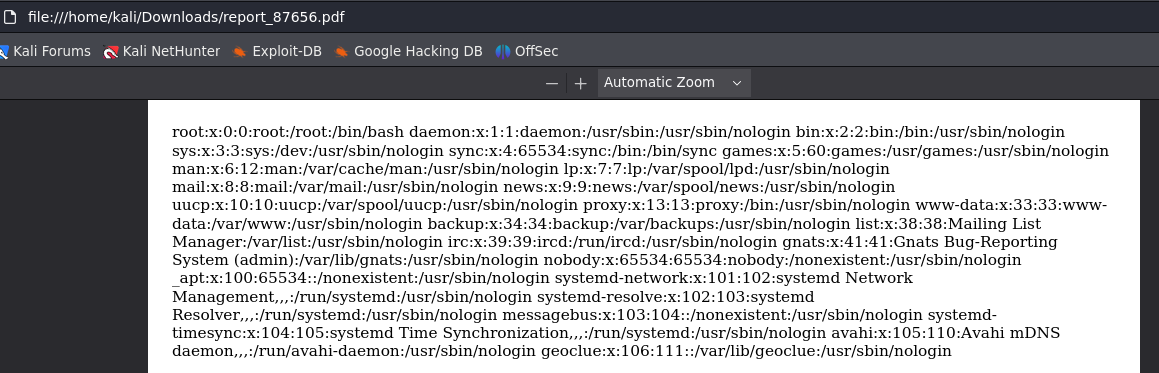 file:///home/kali/Downloads/report_87656.pdf
Kali Forums Kali NetHunter Exploit-DB Google Hacking DB OffSec
− + Automatic Zoom
root:x:0:0:root:/root:/bin/bash daemon:x:1:1:daemon:/usr/sbin:/usr/sbin/nologin bin:x:2:2:bin:/bin:/usr/sbin/nologin
sys:x:3:3:sys:/dev:/usr/sbin/nologin sync:x:4:65534:sync:/bin:/bin/sync games:x:5:60:games:/usr/games:/usr/sbin/nologin
man:x:6:12:man:/var/cache/man:/usr/sbin/nologin lp:x:7:7:lp:/var/spool/lpd:/usr/sbin/nologin
mail:x:8:8:mail:/var/mail:/usr/sbin/nologin news:x:9:9:news:/var/spool/news:/usr/sbin/nologin
uucp:x:10:10:uucp:/var/spool/uucp:/usr/sbin/nologin proxy:x:13:13:proxy:/bin:/usr/sbin/nologin www-data:x:33:33:www-
data:/var/www:/usr/sbin/nologin backup:x:34:34:backup:/var/backups:/usr/sbin/nologin list:x:38:38:Mailing List
Manager:/var/list:/usr/sbin/nologin irc:x:39:39:ircd:/run/ircd:/usr/sbin/nologin gnats:x:41:41:Gnats Bug-Reporting
System (admin):/var/lib/gnats:/usr/sbin/nologin nobody:x:65534:65534:nobody:/nonexistent:/usr/sbin/nologin
_apt:x:100:65534::/nonexistent:/usr/sbin/nologin systemd-network:x:101:102:systemd Network
Management,,,:/run/systemd:/usr/sbin/nologin systemd-resolve:x:102:103:systemd
Resolver,,,:/run/systemd:/usr/sbin/nologin messagebus:x:103:104::/nonexistent:/usr/sbin/nologin systemd-
timesync:x:104:105:systemd Time Synchronization,,,:/run/systemd:/usr/sbin/nologin avahi:x:105:110:Avahi mDNS
daemon,,,:/run/avahi-daemon:/usr/sbin/nologin geoclue:x:106:111::/var/lib/geoclue:/usr/sbin/nologin